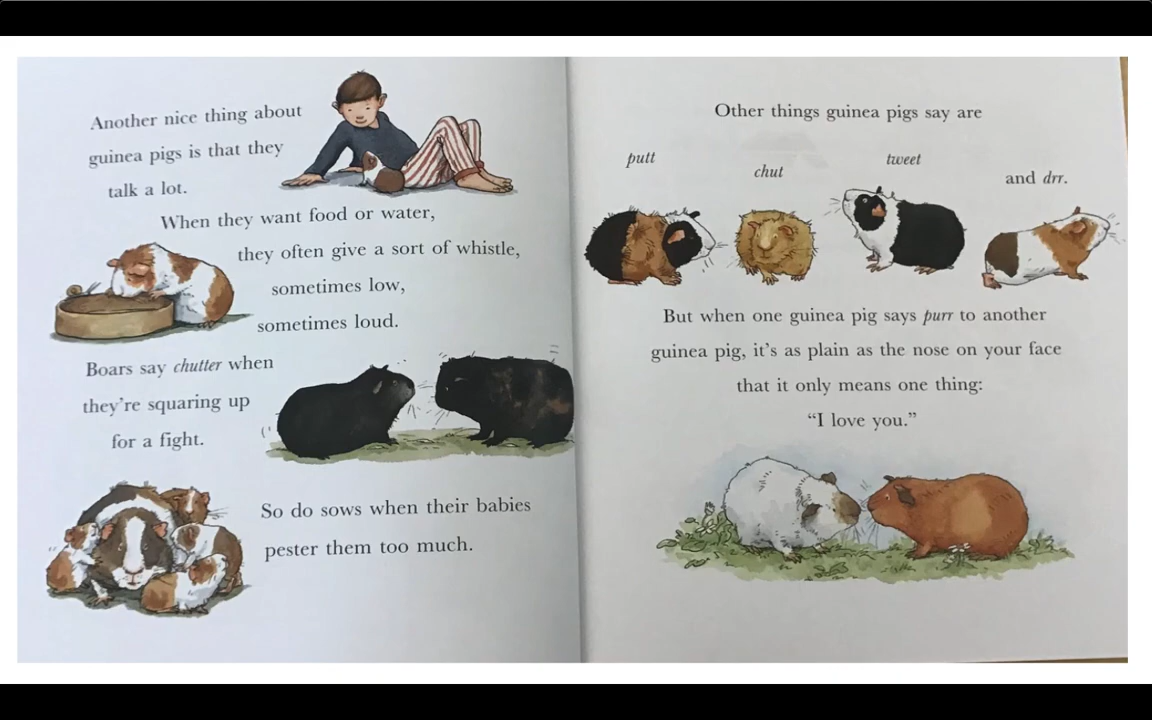 Another nice thing about
guinea pigs is that they
talk a lot.
When they want food or water,
they often give a sort of whistle,
sometimes low,
sometimes loud.
Boars say chutter when
they're squaring up
for a fight.
So do sows when their babies
pester them too much.
Other things guinea pigs say are
putt
chut
tweet
and drr.
But when one guinea pig says purr to another
guinea pig, it's as plain as the nose on your face
that it only means one thing:
“I love you.”